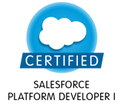 CERTIFIED
SALESFORCE
PLATFORM DEVELOPER I